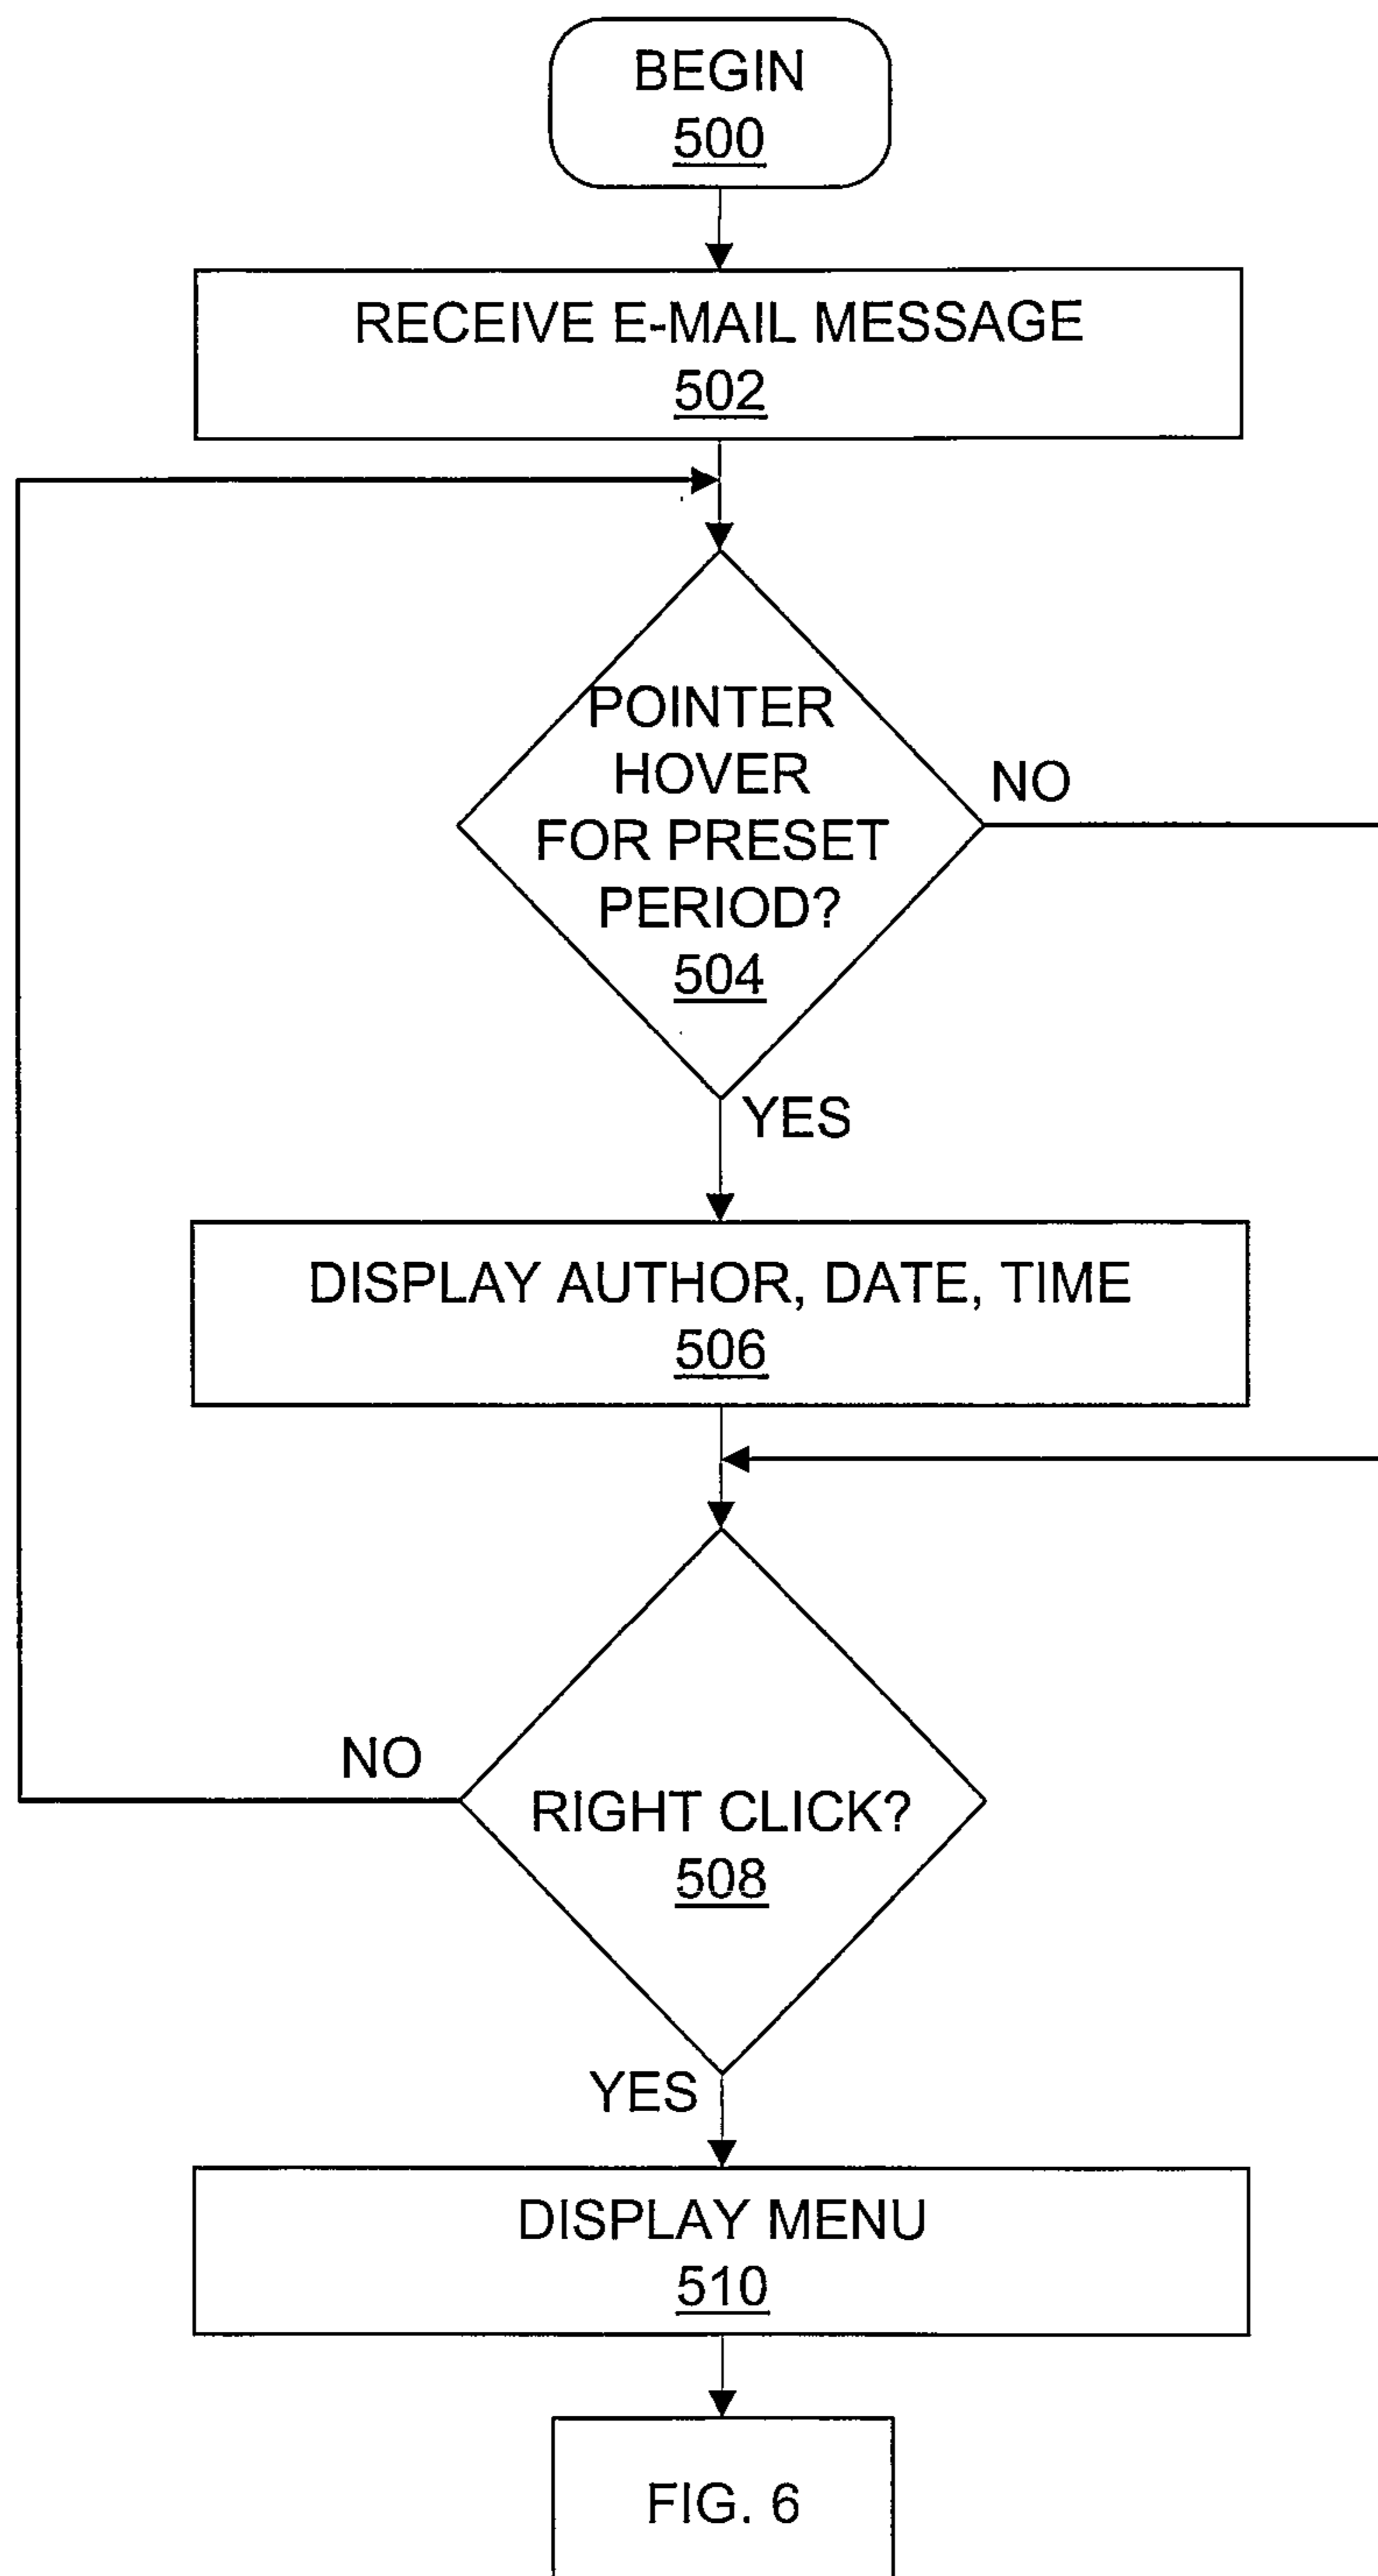 BEGIN
500
RECEIVE E-MAIL MESSAGE
502
POINTER
HOVER
FOR PRESET
PERIOD?
504
NO
YES
DISPLAY AUTHOR, DATE, TIME
506
NO
RIGHT CLICK?
508
YES
DISPLAY MENU
510
FIG. 6